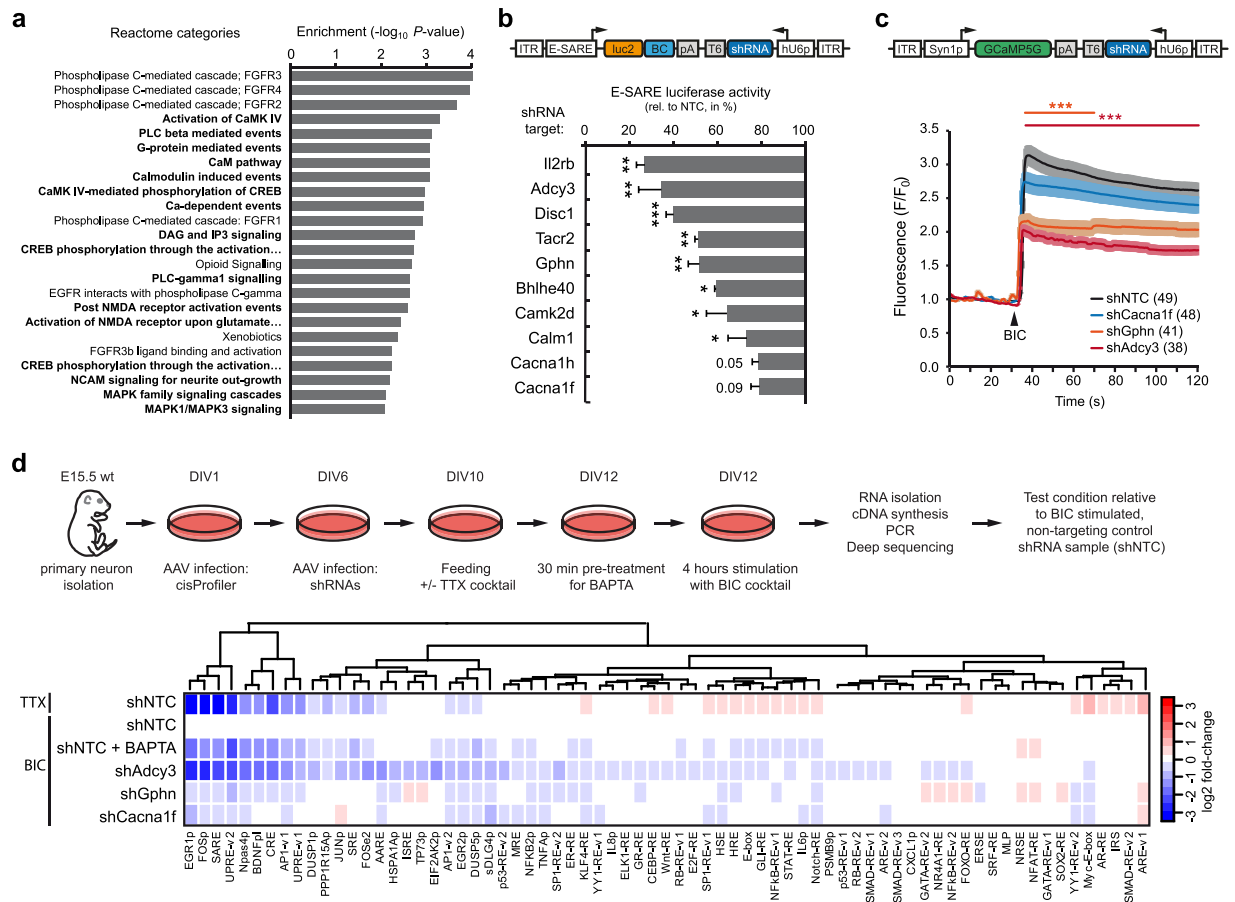 a
Reactome categories
Enrichment (-log10 P-value)
0 1 2 3 4
Phospholipase C-mediated cascade; FGFR3
Phospholipase C-mediated cascade; FGFR4
Phospholipase C-mediated cascade; FGFR2
Activation of CaMK IV
PLC beta mediated events
G-protein mediated events
CaM pathway
Calmodulin induced events
CaMK IV-mediated phosphorylation of CREB
Ca-dependent events
Phospholipase C-mediated cascade: FGFR1
DAG and IP3 signaling
CREB phosphorylation through the activation…
Opioid Signalling
PLC-gamma1 signalling
EGFR interacts with phospholipase C-gamma
Post NMDA receptor activation events
Activation of NMDA receptor upon glutamate…
Xenobiotics
FGFR3b ligand binding and activation
CREB phosphorylation through the activation…
NCAM signaling for neurite out-growth
MAPK family signaling cascades
MAPK1/MAPK3 signaling
b
ITR E-SARE luc2 BC pA T6 shRNA hU6p ITR
E-SARE luciferase activity
(rel. to NTC, in %)
shRNA
target:
0 20 40 60 80 100
Il2rb **
Adcy3 **
Disc1 ***
Tacr2 **
Gphn **
Bhlhe40 *
Camk2d *
Calm1 *
Cacna1h 0.05
Cacna1f 0.09
c
ITR Syn1p GCaMP5G pA T6 shRNA hU6p ITR
***
***
Fluorescence (F/F0)
3.5
3.0
2.5
2.0
1.5
1.0
0.5
0.0
BIC
shNTC (49)
shCacna1f (48)
shGphn (41)
shAdcy3 (38)
0 20 40 60 80 100 120
Time (s)
d
E15.5 wt
primary neuron
isolation
DIV1
AAV infection:
cisProfiler
DIV6
AAV infection:
shRNAs
DIV10
Feeding
+/- TTX cocktail
DIV12
30 min pre-treatment
for BAPTA
DIV12
4 hours stimulation
with BIC cocktail
RNA isolation
cDNA synthesis
PCR
Deep sequencing
Test condition relative
to BIC stimulated,
non-targeting control
shRNA sample (shNTC)
TTX
shNTC
BIC
shNTC
shNTC + BAPTA
shAdcy3
shGphn
shCacna1f
3
2
1
0
-1
-2
-3
log2 fold-change
EGR1p
FOSp
SARE
UPRE-v2
Npas4p
BDNFpI
CRE
AP1-v1
UPRE-v1
DUSP1p
PPP1R15Ap
JUNp
SRE
FOSe2
AARE
HSPA1Ap
ISRE
TP73p
EIF2AK2p
AP1-v2
EGR2p
DUSP5p
sDLG4p
p53-RE-v2
MRE
NFKB2p
TNFAp
SP1-RE-v2
ER-RE
KLF4-RE
YY1-RE-v1
IL8p
ELK1-RE
GR-RE
CEBP-RE
Wnt-RE
RB-RE-v1
E2F-RE
SP1-RE-v1
HSE
HRE
E-box
GLI-RE
NFkB-RE-v1
STAT-RE
IL6p
Notch-RE
PSMB9p
p53-RE-v1
RB-RE-v2
SMAD-RE-v1
ARE-v2
SMAD-RE-v3
CXCL1p
GATA-RE-v2
NR4A1-RE
NFkB-RE-v2
FOXO-RE
ERSE
SRF-RE
MLP
NRSE
NFAT-RE
GATA-RE-v1
SOX2-RE
YY1-RE-v2
Myc-E-box
AR-RE
IRS
SMAD-RE-v2
ARE-v1